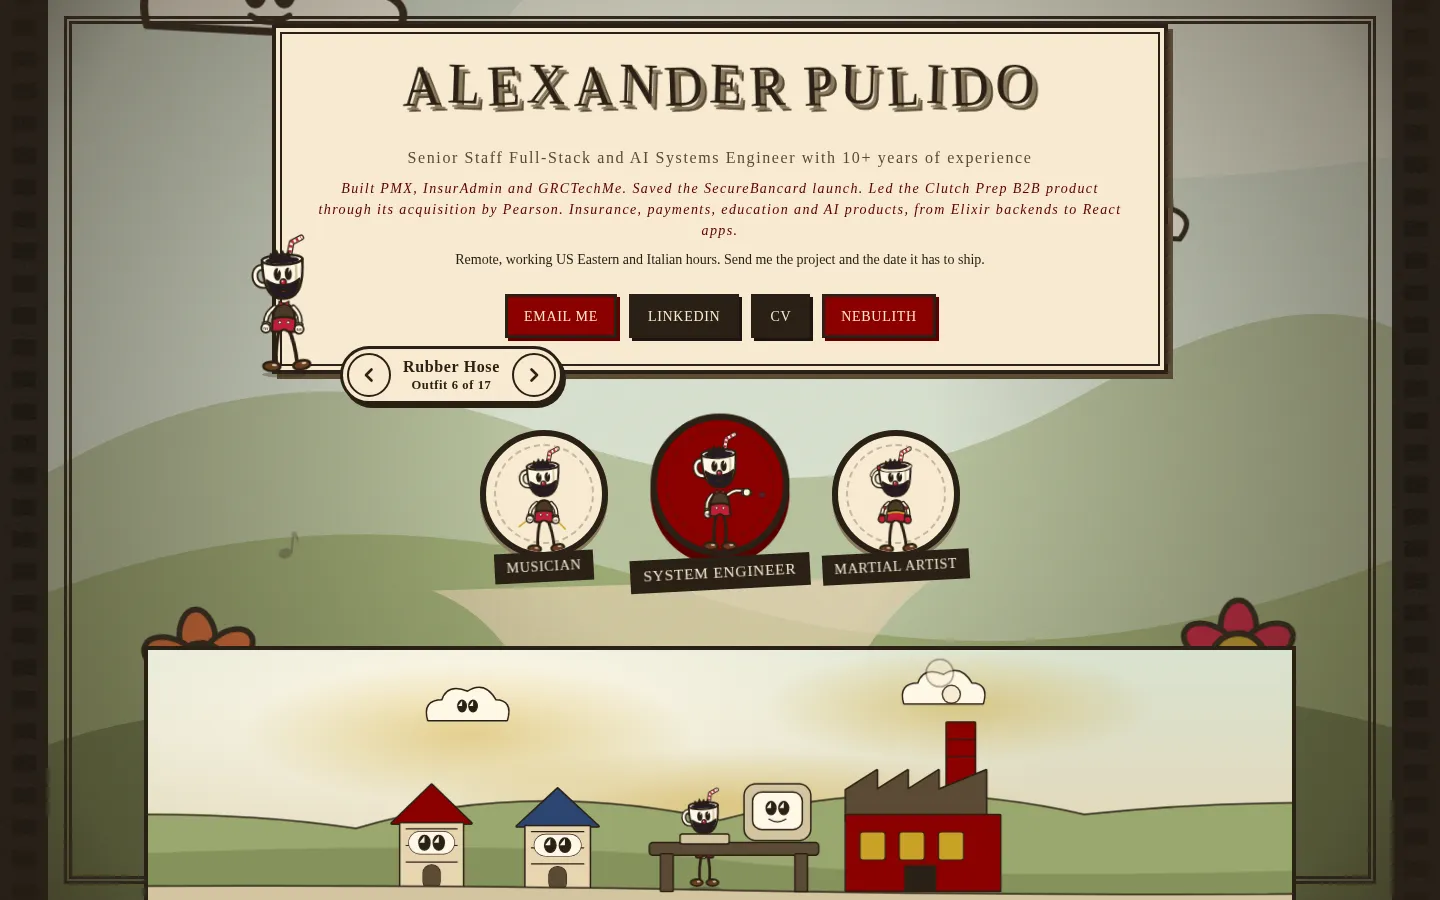 ALEXANDER PULIDO
Senior Staff Full-Stack and AI Systems Engineer with 10+ years of experience
Built PMX, InsurAdmin and GRCTechMe. Saved the SecureBancard launch. Led the Clutch Prep B2B product
through its acquisition by Pearson. Insurance, payments, education and AI products, from Elixir backends to React
apps.
Remote, working US Eastern and Italian hours. Send me the project and the date it has to ship.
EMAIL ME
LINKEDIN
CV
NEBULITH
Rubber Hose
Outfit 6 of 17
MUSICIAN
SYSTEM ENGINEER
MARTIAL ARTIST